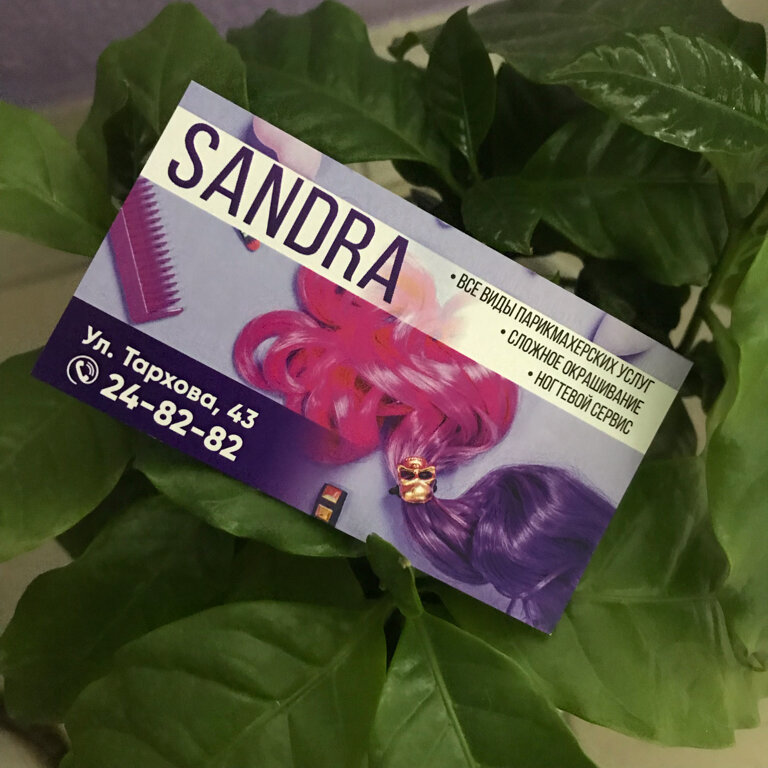 SANDRA
• ВСЕ ВИДЫ ПАРИКМАХЕРСКИХ УСЛУГ
• СЛОЖНОЕ ОКРАШИВАНИЕ
• НОГТЕВОЙ СЕРВИС
Ул. Тархова, 43
24-82-82